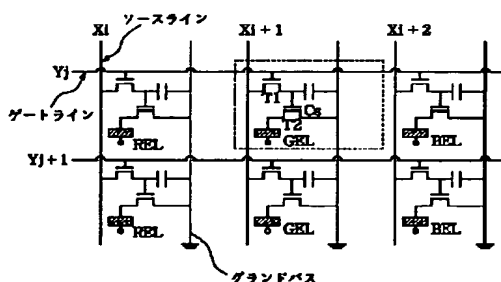 ソースライン
Xi
Xi+1
Xi+2
Yj
ゲートライン
T1
Cs
T2
REL
GEL
BEL
Yj+1
REL
GEL
BEL
グランドバス